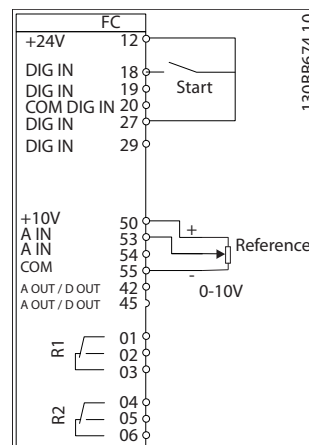 FC
+24V 12
DIG IN 18
DIG IN 19
COM DIG IN 20
DIG IN 27
DIG IN 29
Start
+10V 50
A IN 53
A IN 54
COM 55
A OUT / D OUT 42
A OUT / D OUT 45
+
-
Reference
0-10V
R1
01
02
03
R2
04
05
06
130BB674.10